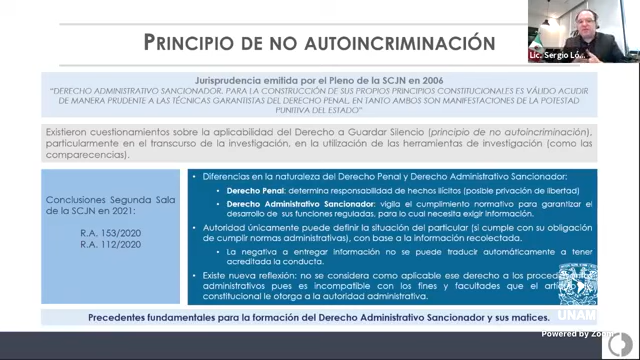 PRINCIPIO DE NO AUTOINCRIMINACIÓN
Lic. Sergio Ló
Jurisprudencia emitida por el Pleno de la SCJN en 2006
"DERECHO ADMINISTRATIVO SANCIONADOR. PARA LA CONSTRUCCIÓN DE SUS PROPIOS PRINCIPIOS CONSTITUCIONALES ES VÁLIDO ACUDIR
DE MANERA PRUDENTE A LAS TÉCNICAS GARANTISTAS DEL DERECHO PENAL, EN TANTO AMBOS SON MANIFESTACIONES DE LA POTESTAD
PUNITIVA DEL ESTADO"
Existieron cuestionamientos sobre la aplicabilidad del Derecho a Guardar Silencio (principio de no autoincriminación),
particularmente en el transcurso de la investigación, en la utilización de las herramientas de investigación (como las
comparecencias).
Conclusiones Segunda Sala
de la SCJN en 2021:
R.A. 153/2020
R.A. 112/2020
• Diferencias en la naturaleza del Derecho Penal y Derecho Administrativo Sancionador:
• Derecho Penal: determina responsabilidad de hechos ilícitos (posible privación de libertad)
• Derecho Administrativo Sancionador: vigila el cumplimiento normativo para garantizar el
desarrollo de sus funciones reguladas, para lo cual necesita exigir información.
• Autoridad únicamente puede definir la situación del particular (si cumple con su obligación
de cumplir normas administrativas), con base a la información recolectada.
• La negativa a entregar información no se puede traducir automáticamente a tener
acreditada la conducta.
• Existe nueva reflexión: no se considera como aplicable ese derecho a los
administrativos pues es incompatible con los fines y facultades que el
constitucional le otorga a la autoridad administrativa.
UNAM
Precedentes fundamentales para la formación del Derecho Administrativo Sancionador y sus matices.
Powered by Zoom